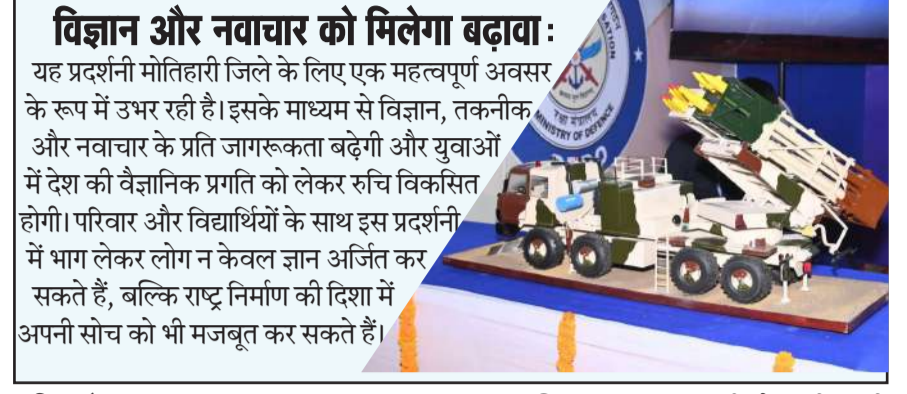 विज्ञान और नवाचार को मिलेगा बढ़ावा :
यह प्रदर्शनी मोतिहारी जिले के लिए एक महत्वपूर्ण अवसर
के रूप में उभर रही है। इसके माध्यम से विज्ञान, तकनीक
और नवाचार के प्रति जागरूकता बढ़ेगी और युवाओं
में देश की वैज्ञानिक प्रगति को लेकर रुचि विकसित
होगी। परिवार और विद्यार्थियों के साथ इस प्रदर्शनी
में भाग लेकर लोग न केवल ज्ञान अर्जित कर
सकते हैं, बल्कि राष्ट्र निर्माण की दिशा में
अपनी सोच को भी मजबूत कर सकते हैं।
रक्षा मंत्रालय
MINISTRY OF DEFENCE